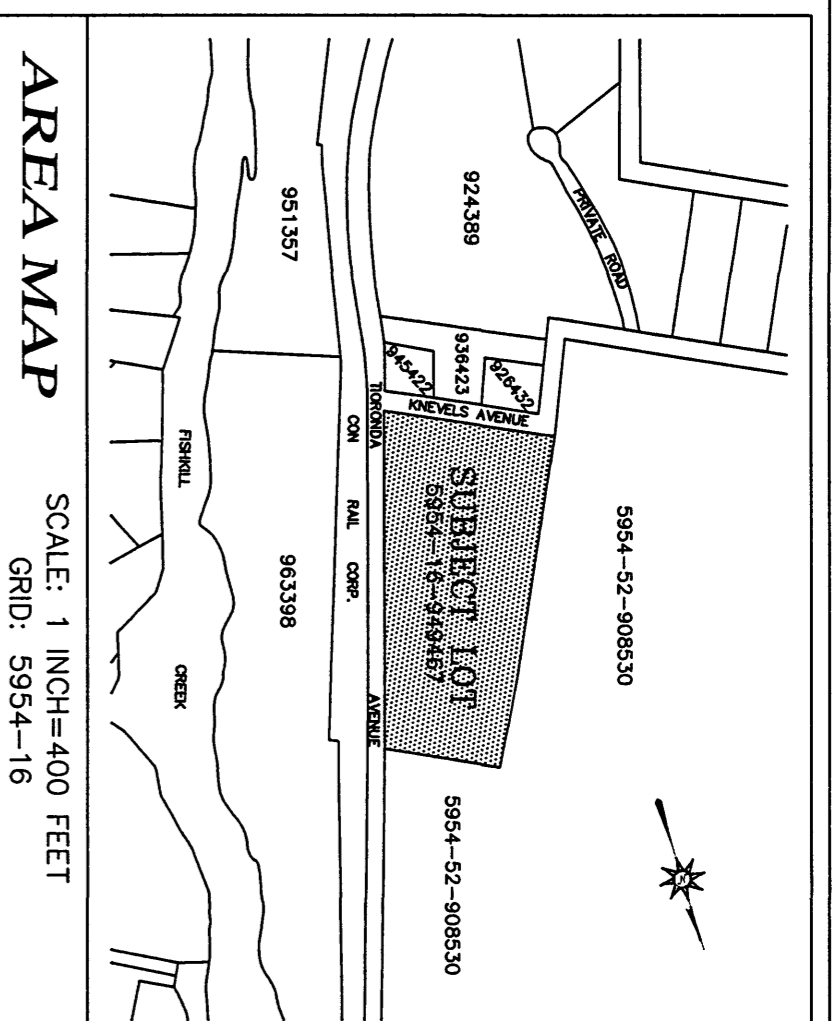 PRIVATE ROAD
924389
951357
936423
926432
945422
KNEVELS AVENUE
TIORONDA AVENUE
CON RAIL CORP.
SUBJECT LOT
5954-16-949467
5954-52-908530
5954-52-908530
963398
FISHKILL CREEK
N
AREA MAP
SCALE: 1 INCH=400 FEET
GRID: 5954-16